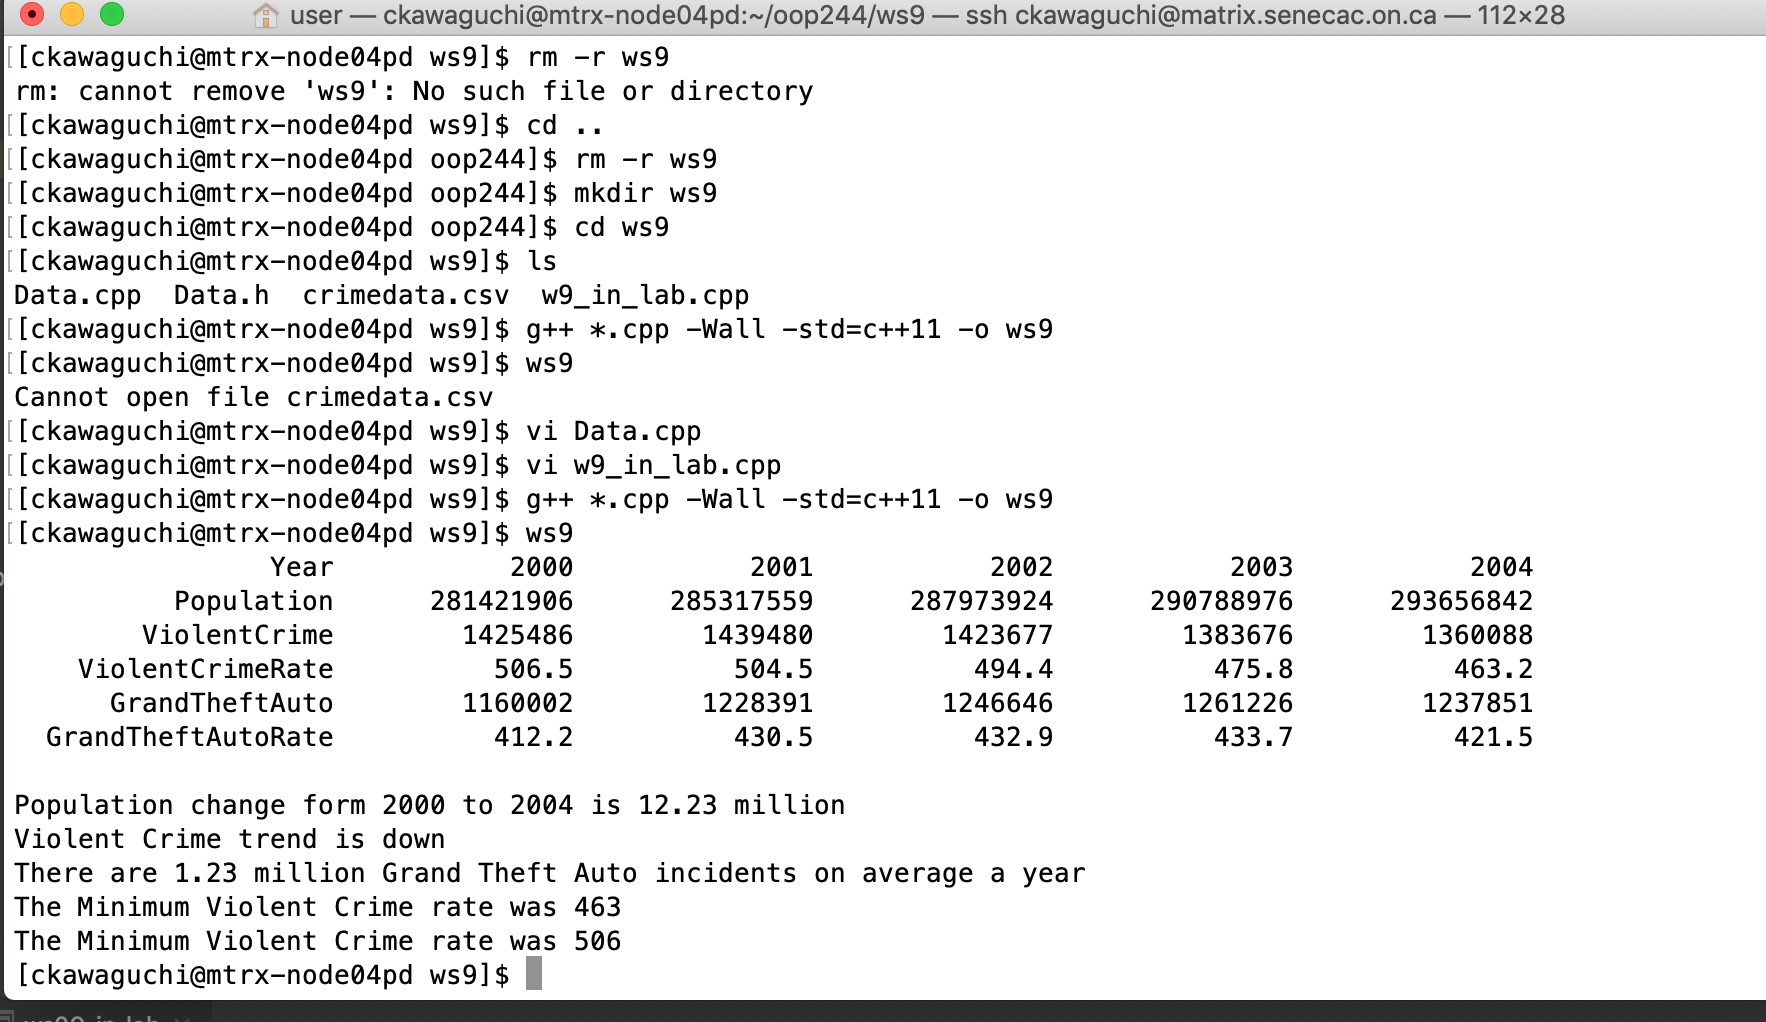 user — ckawaguchi@mtrx-node04pd:~/oop244/ws9 — ssh ckawaguchi@matrix.senecac.on.ca — 112×28
[[ckawaguchi@mtrx-node04pd ws9]$ rm -r ws9
rm: cannot remove 'ws9': No such file or directory
[[ckawaguchi@mtrx-node04pd ws9]$ cd ..
[[ckawaguchi@mtrx-node04pd oop244]$ rm -r ws9
[[ckawaguchi@mtrx-node04pd oop244]$ mkdir ws9
[[ckawaguchi@mtrx-node04pd oop244]$ cd ws9
[[ckawaguchi@mtrx-node04pd ws9]$ ls
Data.cpp  Data.h  crimedata.csv  w9_in_lab.cpp
[[ckawaguchi@mtrx-node04pd ws9]$ g++ *.cpp -Wall -std=c++11 -o ws9
[[ckawaguchi@mtrx-node04pd ws9]$ ws9
Cannot open file crimedata.csv
[[ckawaguchi@mtrx-node04pd ws9]$ vi Data.cpp
[[ckawaguchi@mtrx-node04pd ws9]$ vi w9_in_lab.cpp
[[ckawaguchi@mtrx-node04pd ws9]$ g++ *.cpp -Wall -std=c++11 -o ws9
[[ckawaguchi@mtrx-node04pd ws9]$ ws9
Year 2000 2001 2002 2003 2004
Population 281421906 285317559 287973924 290788976 293656842
ViolentCrime 1425486 1439480 1423677 1383676 1360088
ViolentCrimeRate 506.5 504.5 494.4 475.8 463.2
GrandTheftAuto 1160002 1228391 1246646 1261226 1237851
GrandTheftAutoRate 412.2 430.5 432.9 433.7 421.5
Population change form 2000 to 2004 is 12.23 million
Violent Crime trend is down
There are 1.23 million Grand Theft Auto incidents on average a year
The Minimum Violent Crime rate was 463
The Minimum Violent Crime rate was 506
[ckawaguchi@mtrx-node04pd ws9]$